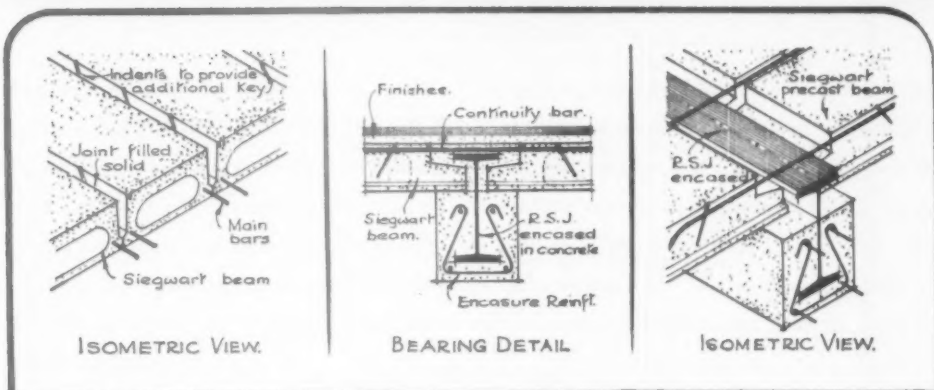 Indents to provide
additional Key
Joint filled
solid
Main
bars
Siegwart beam
ISOMETRIC VIEW.
Finishes.
Continuity bar.
Siegwart
beam.
R.S.J.
encased
in concrete
Encasure Reinft.
BEARING DETAIL
Siegwart
precast beam
R.S.J.
encased
ISOMETRIC VIEW.